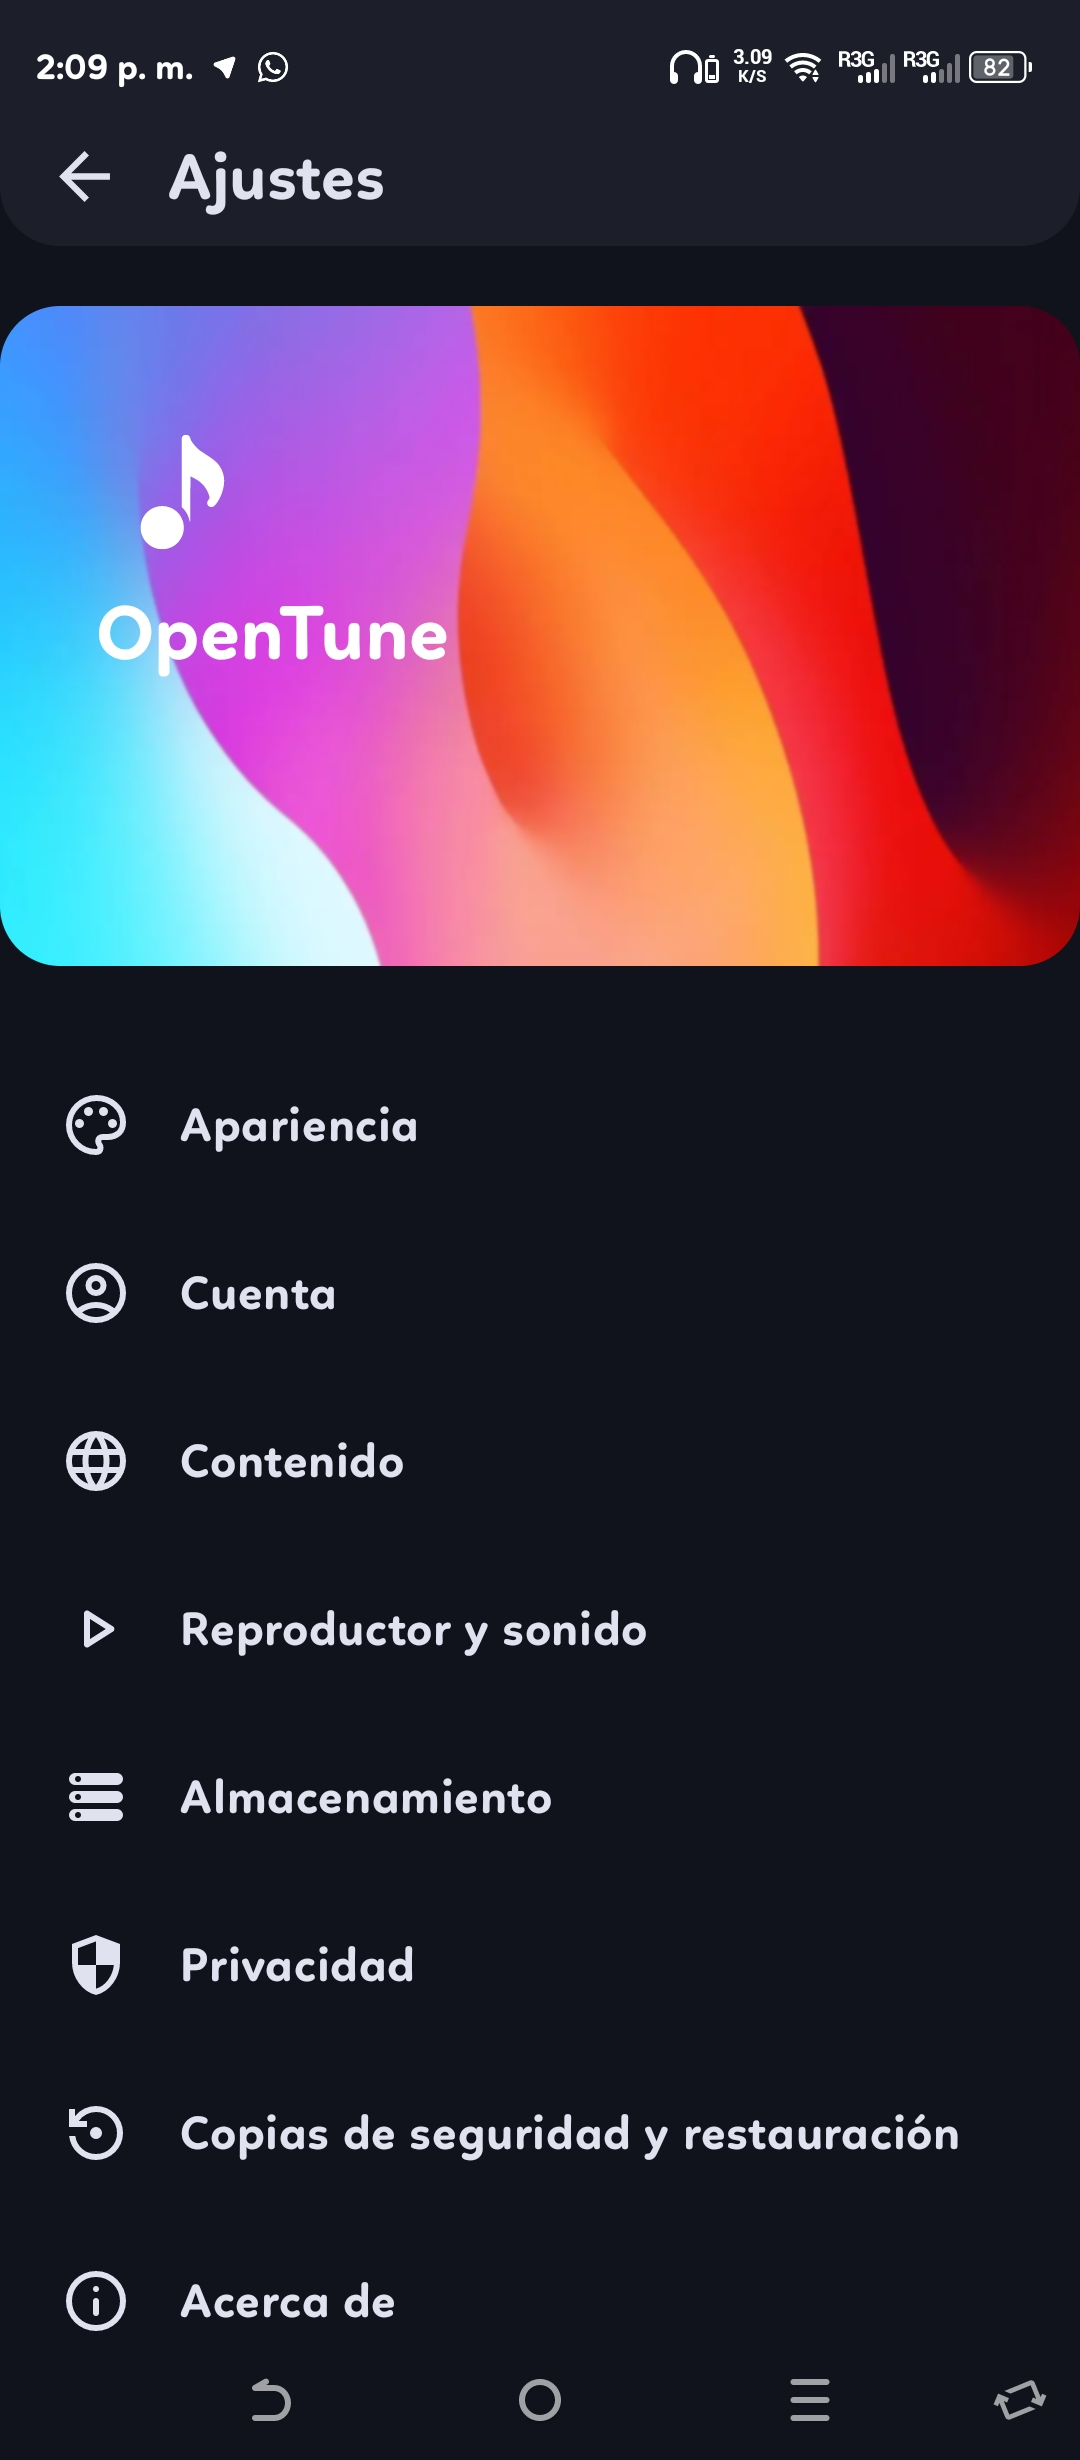 2:09 p. m. 3.09 K/S R3G R3G 82
Ajustes
OpenTune
Apariencia
Cuenta
Contenido
Reproductor y sonido
Almacenamiento
Privacidad
Copias de seguridad y restauración
Acerca de